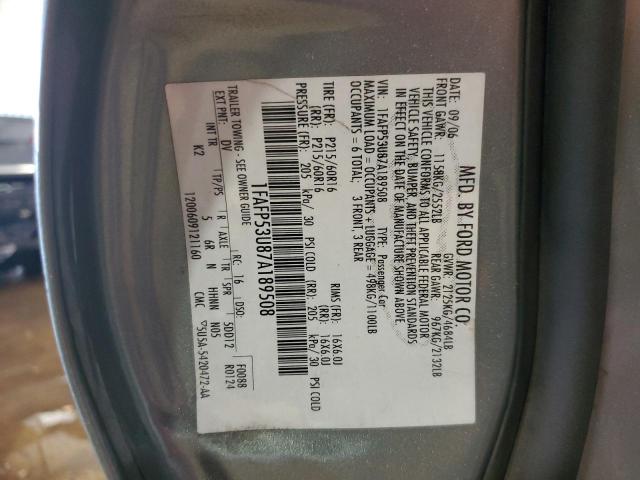 MFD. BY FORD MOTOR CO.
DATE: 09/06 GVWR: 2125KG/4684LB
FRONT GAWR: 1158KG/2552LB REAR GAWR: 967KG/2132LB
THIS VEHICLE CONFORMS TO ALL APPLICABLE FEDERAL MOTOR
VEHICLE SAFETY, BUMPER, AND THEFT PREVENTION STANDARDS
IN EFFECT ON THE DATE OF MANUFACTURE SHOWN ABOVE.
VIN: 1FAFP53U87A189508 TYPE: Passenger Car
MAXIMUM LOAD = OCCUPANTS + LUGGAGE = 498KG/1100LB
OCCUPANTS = 6 TOTAL; 3 FRONT, 3 REAR
TIRE (FR): P215/60R16 RIMS (FR): 16X6.0J
(RR): P215/60R16 (RR): 16X6.0J
PRESSURE (FR): 205 kPa/ 30 PSI COLD (RR): 205 kPa/ 30 PSI COLD
1FAFP53U87A189508
TRAILER TOWING - SEE OWNER GUIDE
EXT PNT: DV RC: 16 DSO: F0088
R0124
INT TR TP/PS R AXLE TR SPR 5DD12
K2 5 6R N HHNN N05
1200609121160 CMC 5U5A-5420472-AA